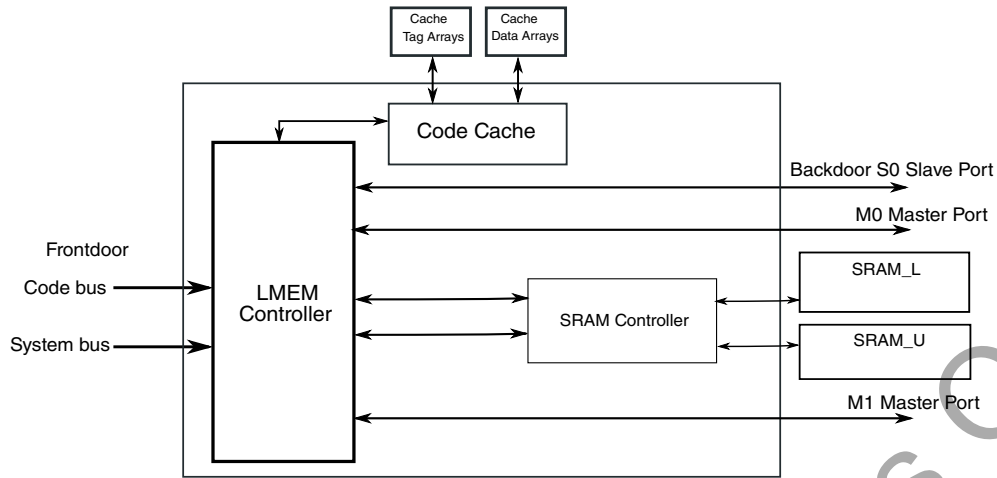 Cache
Tag Arrays
Cache
Data Arrays
Code Cache
Backdoor S0 Slave Port
M0 Master Port
Frontdoor
Code bus
System bus
LMEM
Controller
SRAM Controller
SRAM_L
SRAM_U
M1 Master Port